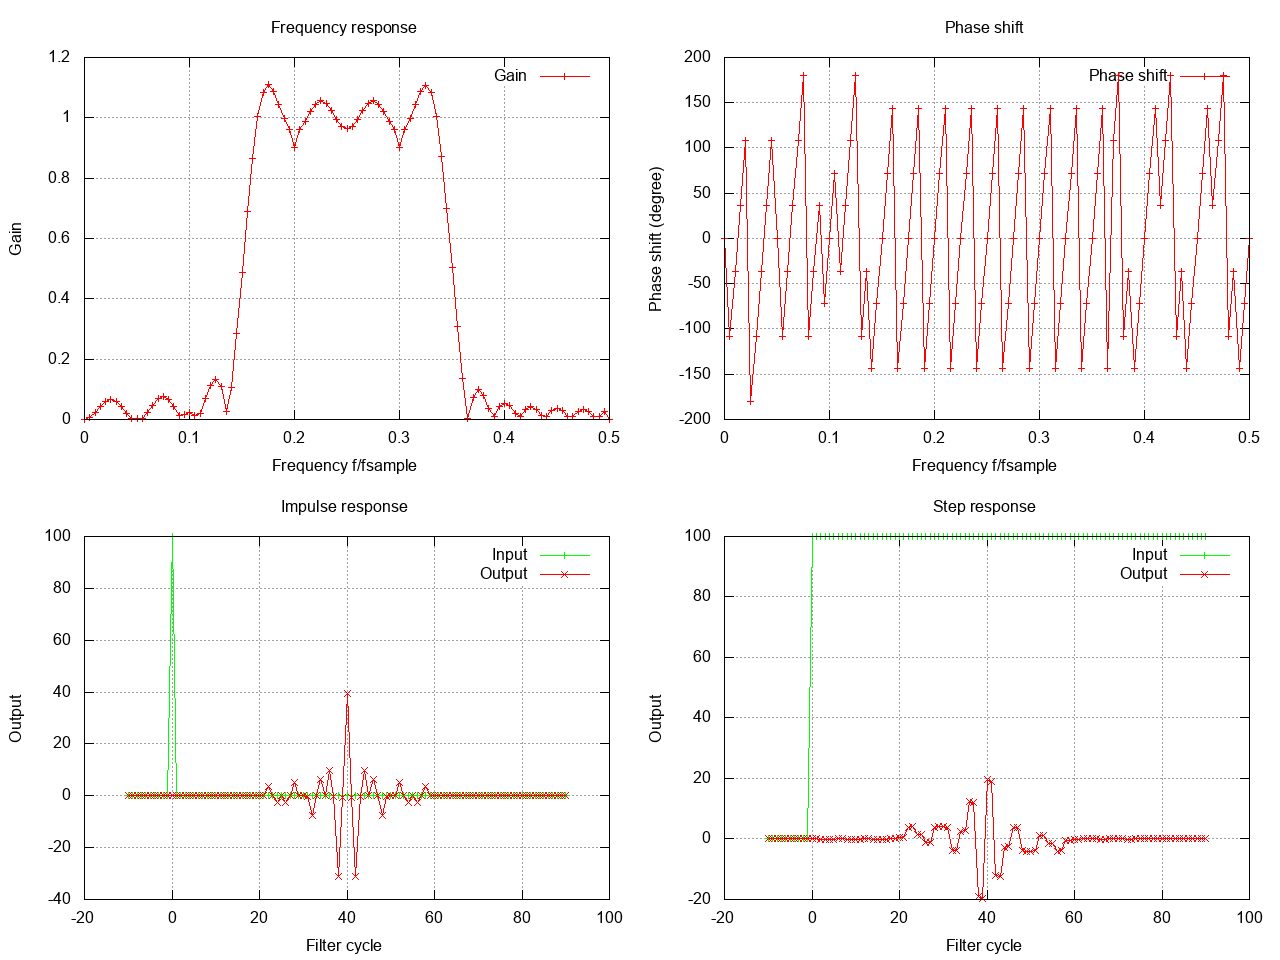 Frequency response
Gain
1.2
1
0.8
0.6
0.4
0.2
0
Gain
0 0.1 0.2 0.3 0.4 0.5
Frequency f/fsample
Phase shift
Phase shift
200
150
100
50
0
-50
-100
-150
-200
Phase shift (degree)
0 0.1 0.2 0.3 0.4 0.5
Frequency f/fsample
Impulse response
Input
Output
100
80
60
40
20
0
-20
-40
Output
-20 0 20 40 60 80 100
Filter cycle
Step response
Input
Output
100
80
60
40
20
0
-20
Output
-20 0 20 40 60 80 100
Filter cycle